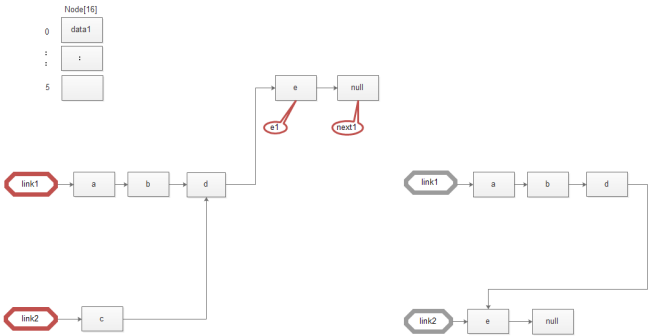 Node[16]
0 data1
: :
:
5
e null
e1 next1
link1 a b d
link1 a b d
link2 c
link2 e null